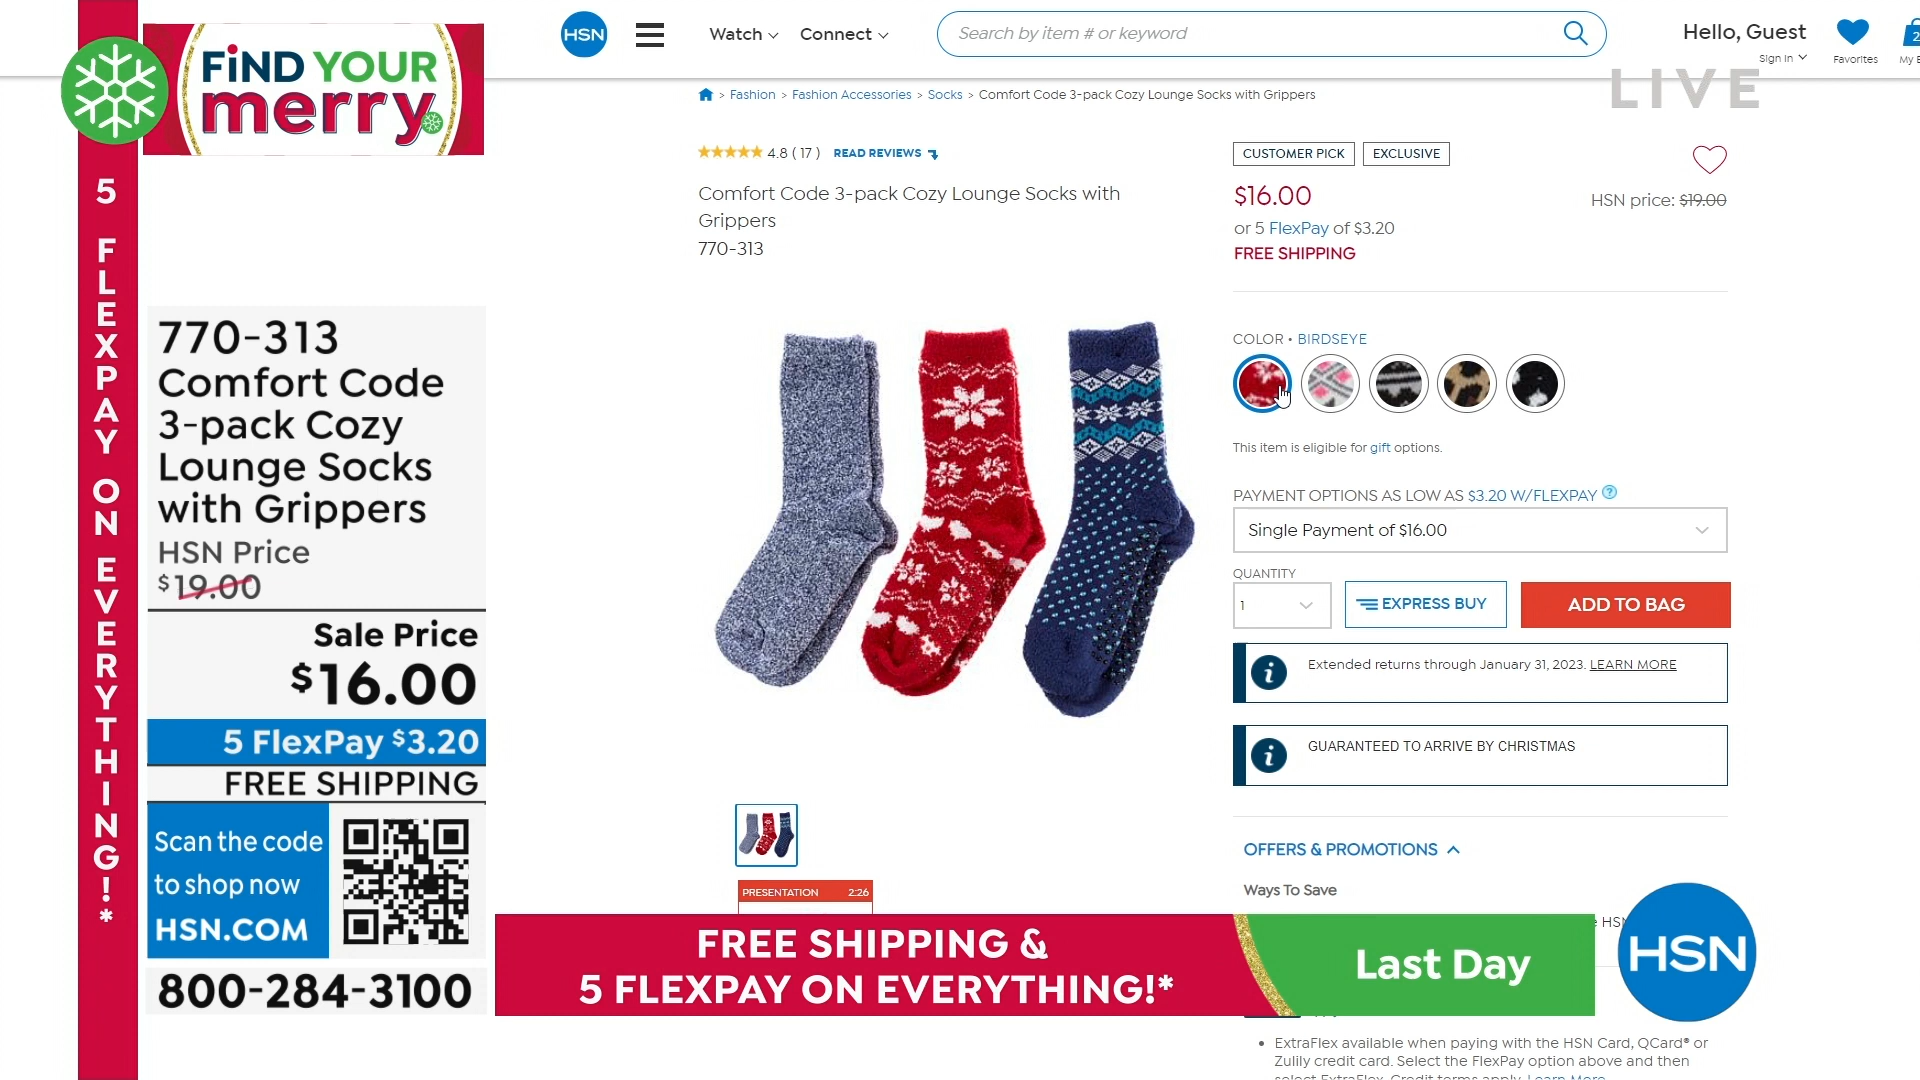 5 FLEXPAY ON EVERYTHING!*
FiND YOUR
merry
770-313
Comfort Code
3-pack Cozy
Lounge Socks
with Grippers
HSN Price
$19.00
Sale Price
$16.00
5 FlexPay $3.20
FREE SHIPPING
Scan the code
to shop now
HSN.COM
800-284-3100
HSN
Watch
Connect
Search by item # or keyword
Hello, Guest
Sign In
Favorites
2
My
LIVE
> Fashion > Fashion Accessories > Socks > Comfort Code 3-pack Cozy Lounge Socks with Grippers
4.8 ( 17 ) READ REVIEWS
Comfort Code 3-pack Cozy Lounge Socks with
Grippers
770-313
CUSTOMER PICK
EXCLUSIVE
$16.00
HSN price: $19.00
or 5 FlexPay of $3.20
FREE SHIPPING
COLOR • BIRDSEYE
This item is eligible for gift options.
PAYMENT OPTIONS AS LOW AS $3.20 W/FLEXPAY ?
Single Payment of $16.00
QUANTITY
1
EXPRESS BUY
ADD TO BAG
i Extended returns through January 31, 2023. LEARN MORE
i GUARANTEED TO ARRIVE BY CHRISTMAS
OFFERS & PROMOTIONS
Ways To Save
PRESENTATION 2:26
FREE SHIPPING &
5 FLEXPAY ON EVERYTHING!*
Last Day
HSN
• ExtraFlex available when paying with the HSN Card, QCard® or
Zulily credit card. Select the FlexPay option above and then
select ExtraFlex. Credit terms apply. Learn More